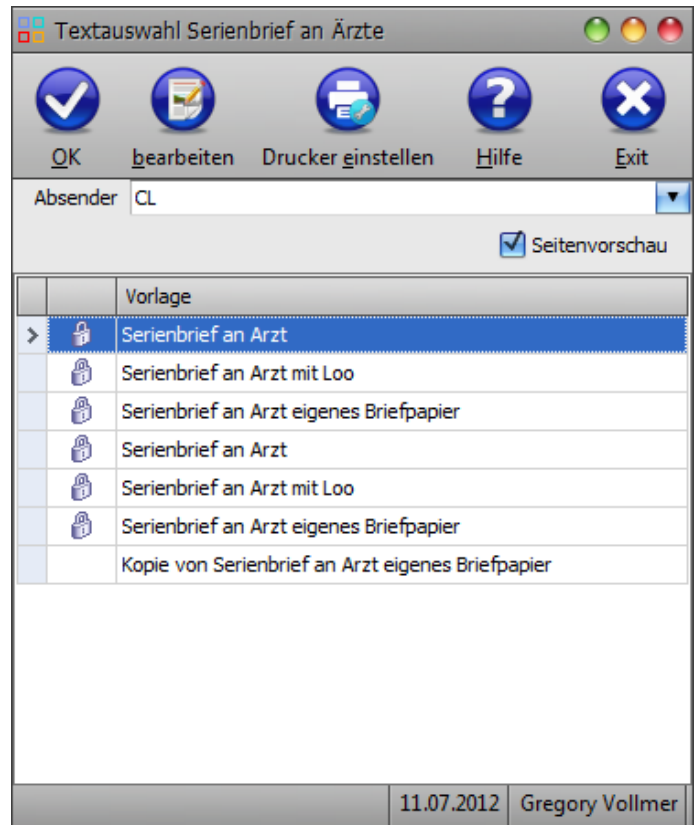 Textauswahl Serienbrief an Ärzte
OK bearbeiten Drucker einstellen Hilfe Exit
Absender CL
Seitenvorschau
Vorlage
Serienbrief an Arzt
Serienbrief an Arzt mit Loo
Serienbrief an Arzt eigenes Briefpapier
Serienbrief an Arzt
Serienbrief an Arzt mit Loo
Serienbrief an Arzt eigenes Briefpapier
Kopie von Serienbrief an Arzt eigenes Briefpapier
11.07.2012 Gregory Vollmer